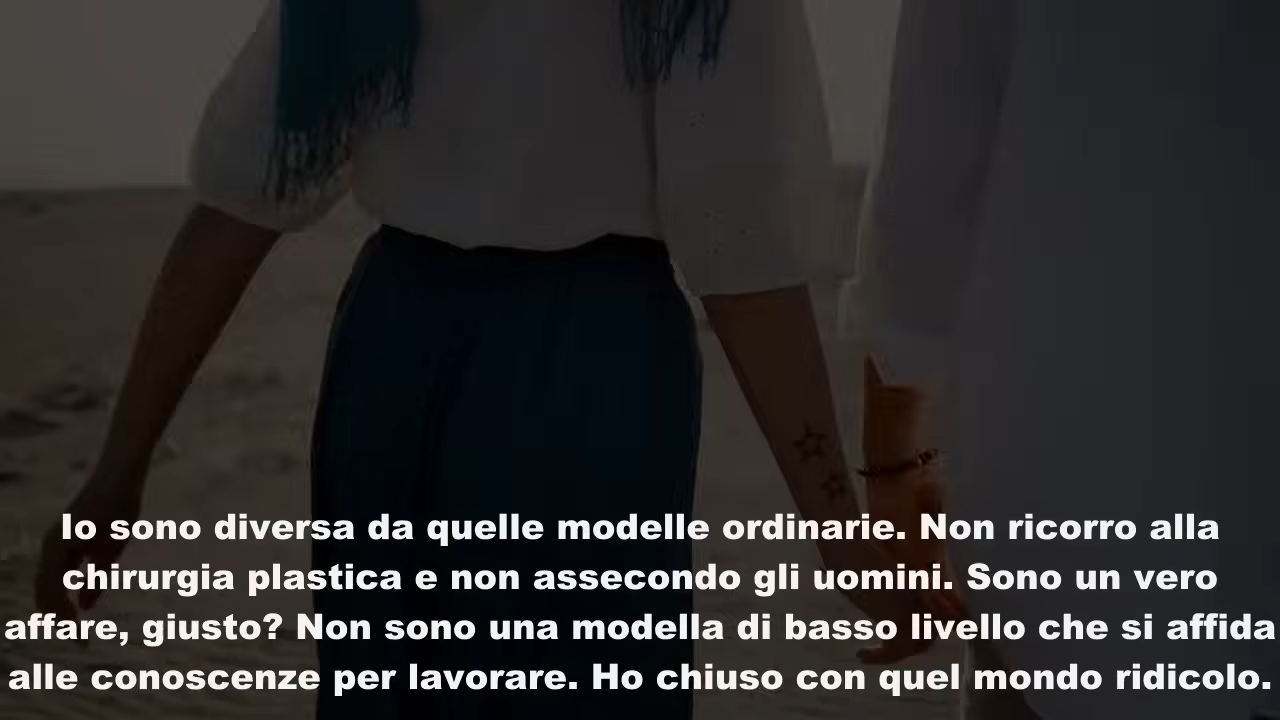 Io sono diversa da quelle modelle ordinarie. Non ricorro alla
chirurgia plastica e non assecondo gli uomini. Sono un vero
affare, giusto? Non sono una modella di basso livello che si affida
alle conoscenze per lavorare. Ho chiuso con quel mondo ridicolo.